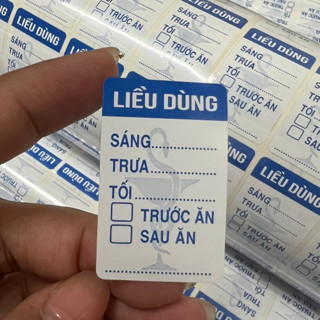 LIỀU DÙNG
SÁNG................
TRƯA................
TỐI................
TRƯỚC ĂN
SAU ĂN
........................